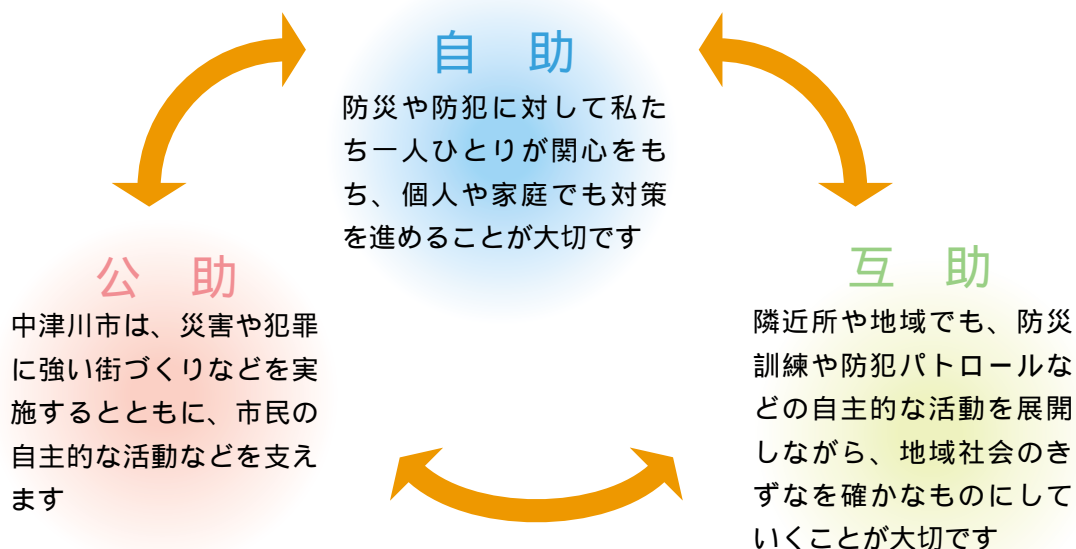 自　助
防災や防犯に対して私た
ち一人ひとりが関心をも
ち、個人や家庭でも対策
を進めることが大切です
公　助
中津川市は、災害や犯罪
に強い街づくりなどを実
施するとともに、市民の
自主的な活動などを支え
ます
互　助
隣近所や地域でも、防災
訓練や防犯パトロールな
どの自主的な活動を展開
しながら、地域社会のき
ずなを確かなものにして
いくことが大切です